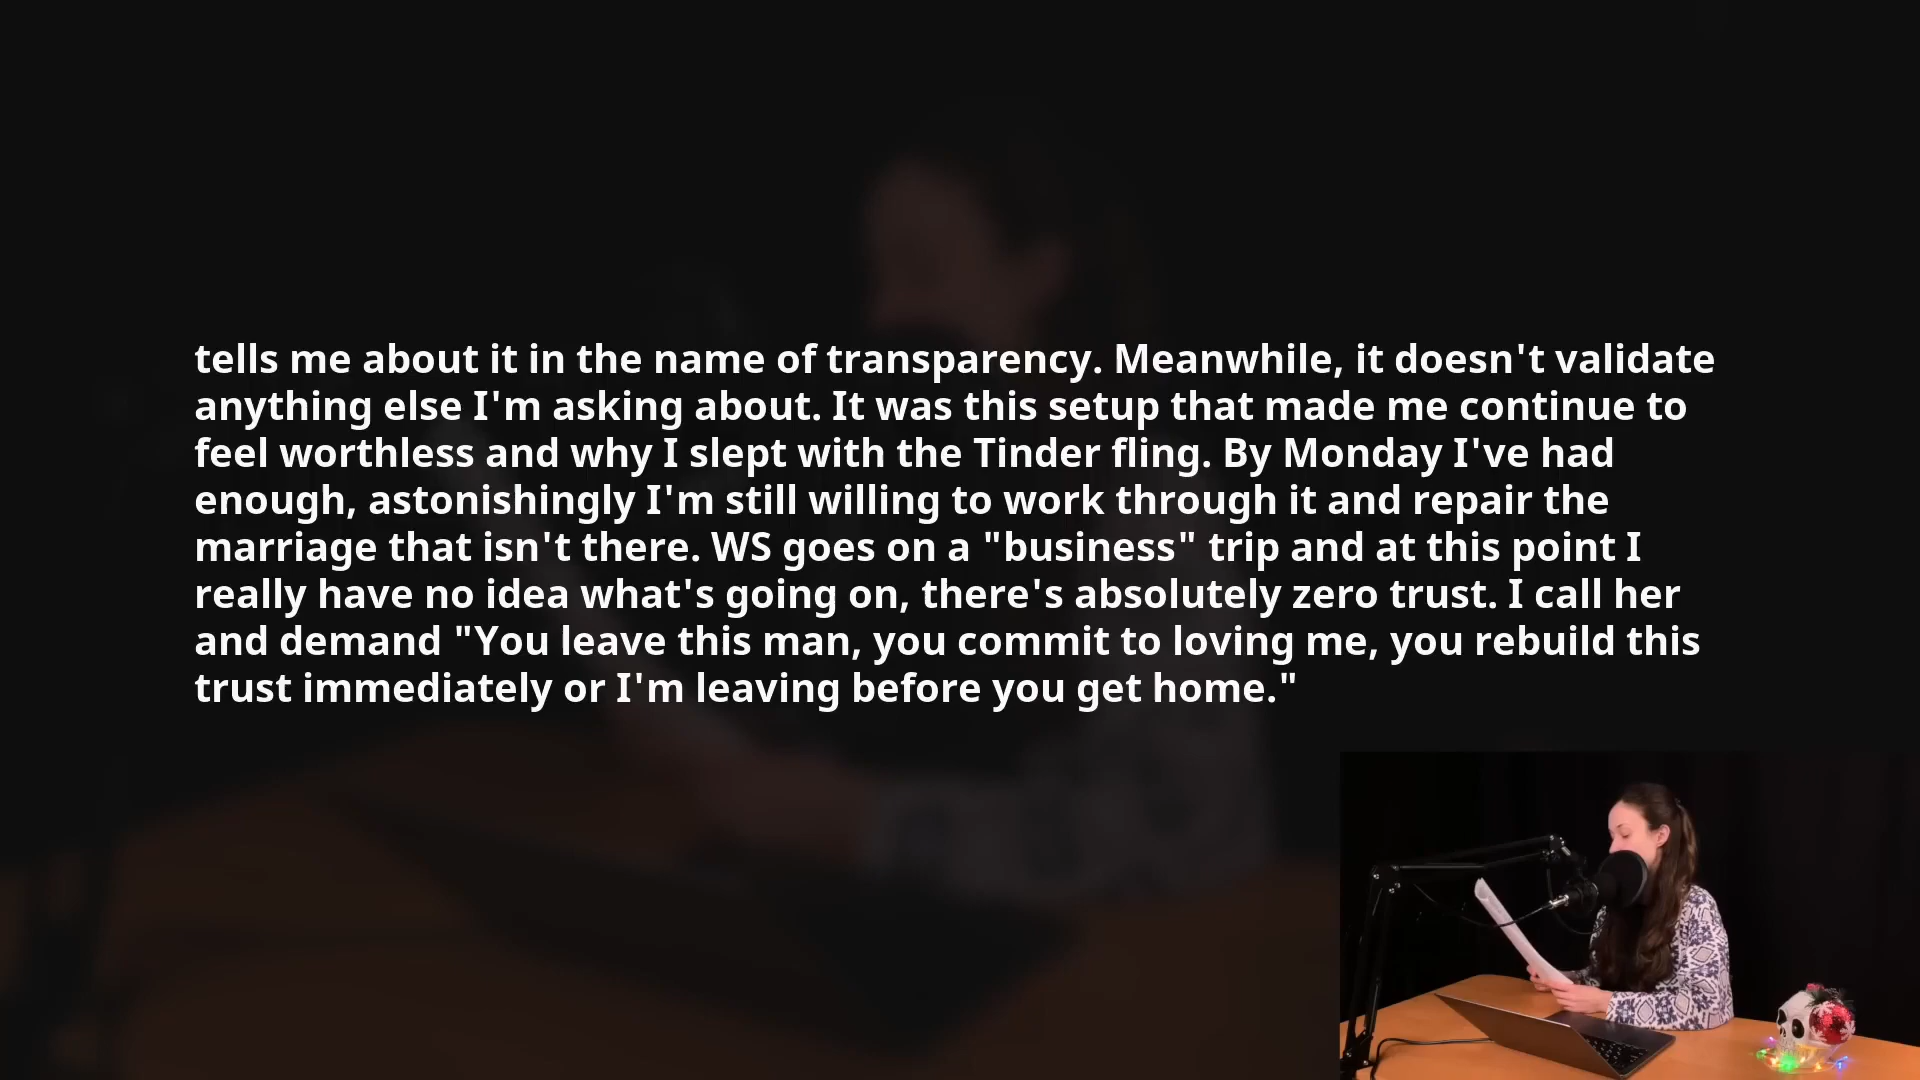 tells me about it in the name of transparency. Meanwhile, it doesn't validate
anything else I'm asking about. It was this setup that made me continue to
feel worthless and why I slept with the Tinder fling. By Monday I've had
enough, astonishingly I'm still willing to work through it and repair the
marriage that isn't there. WS goes on a "business" trip and at this point I
really have no idea what's going on, there's absolutely zero trust. I call her
and demand "You leave this man, you commit to loving me, you rebuild this
trust immediately or I'm leaving before you get home."